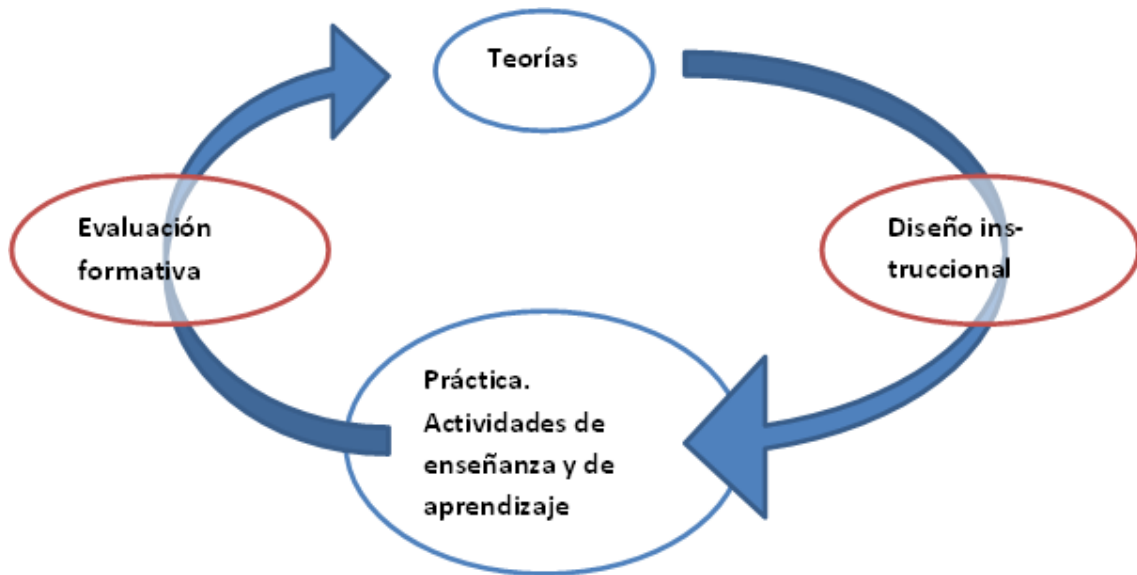 Teorías
Evaluación
formativa
Diseño ins-
truccional
Práctica.
Actividades de
enseñanza y de
aprendizaje